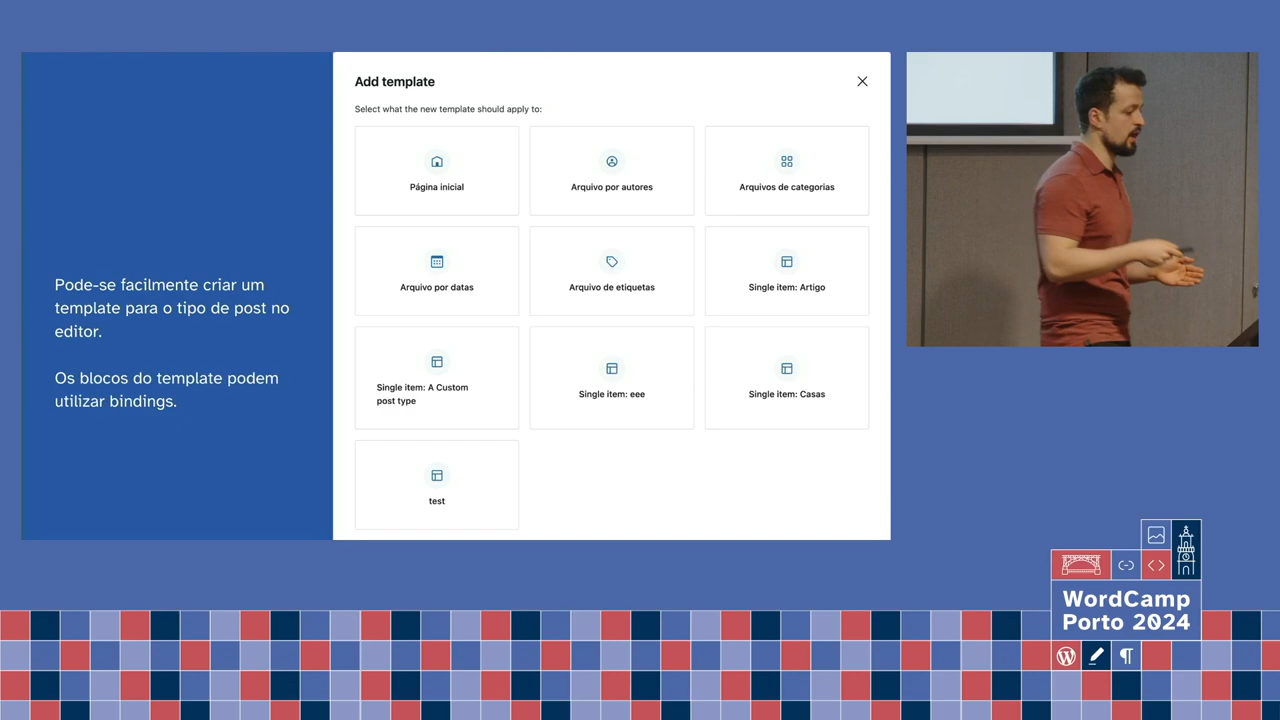 Pode-se facilmente criar um
template para o tipo de post no
editor.
Os blocos do template podem
utilizar bindings.
Add template
Select what the new template should apply to:
Página inicial
Arquivo por autores
Arquivos de categorias
Arquivo por datas
Arquivo de etiquetas
Single item: Artigo
Single item: A Custom
post type
Single item: eee
Single item: Casas
test
WordCamp
Porto 2024